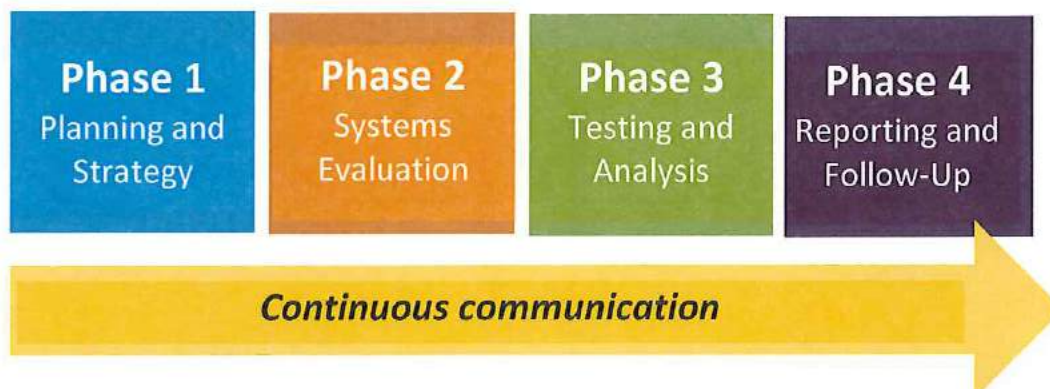 Phase 1
Planning and
Strategy
Phase 2
Systems
Evaluation
Phase 3
Testing and
Analysis
Phase 4
Reporting and
Follow-Up
Continuous communication